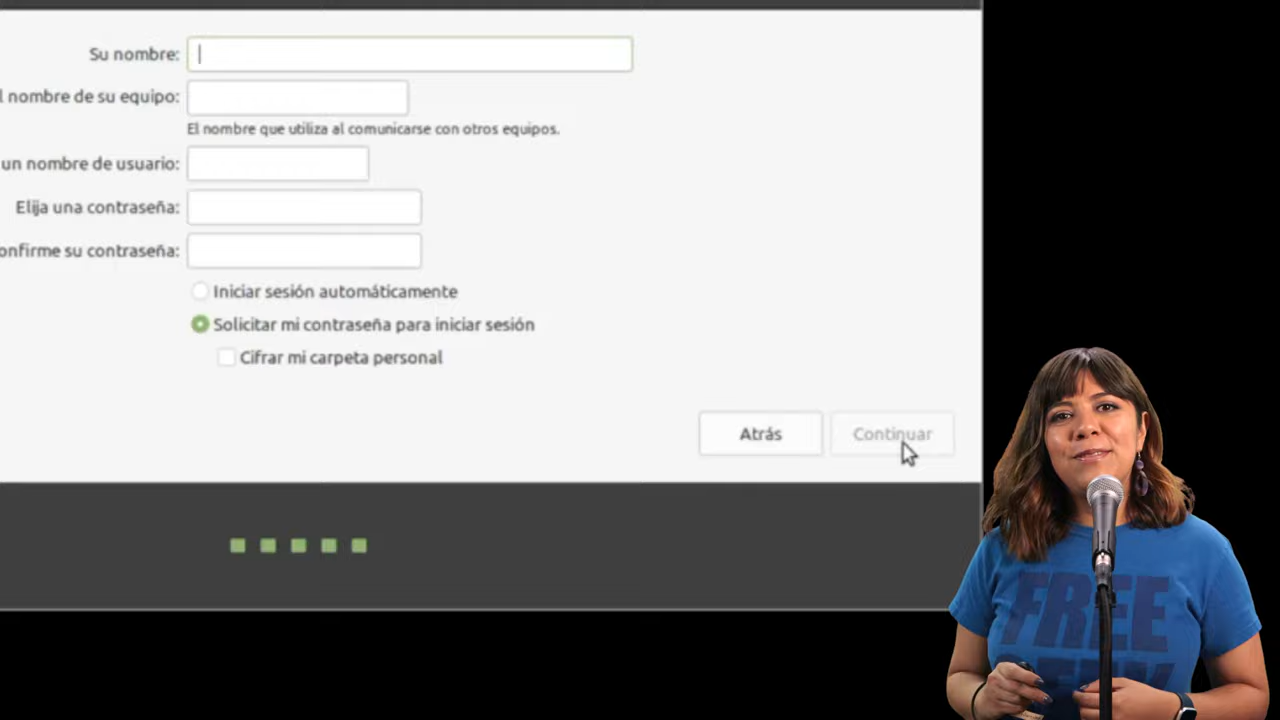 Su nombre:
l nombre de su equipo:
El nombre que utiliza al comunicarse con otros equipos.
un nombre de usuario:
Elija una contraseña:
onfirme su contraseña:
Iniciar sesión automáticamente
Solicitar mi contraseña para iniciar sesión
Cifrar mi carpeta personal
Atrás
Continuar
FREE
GEEK